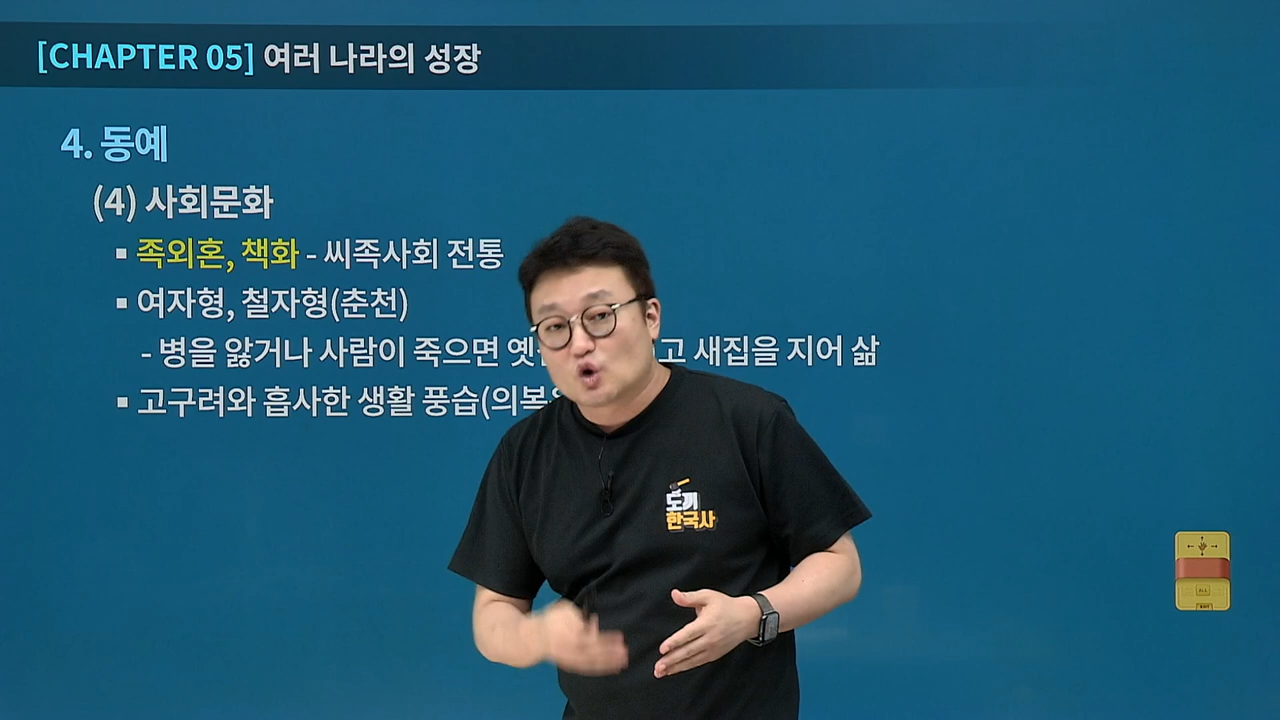 [CHAPTER 05] 여러 나라의 성장
4. 동예
(4) 사회문화
▪ 족외혼, 책화 - 씨족사회 전통
▪ 여자형, 철자형(춘천)
- 병을 앓거나 사람이 죽으면 고 새집을 지어 삶
▪ 고구려와 흡사한 생활 풍습(의복
도끼
한국사
ALL